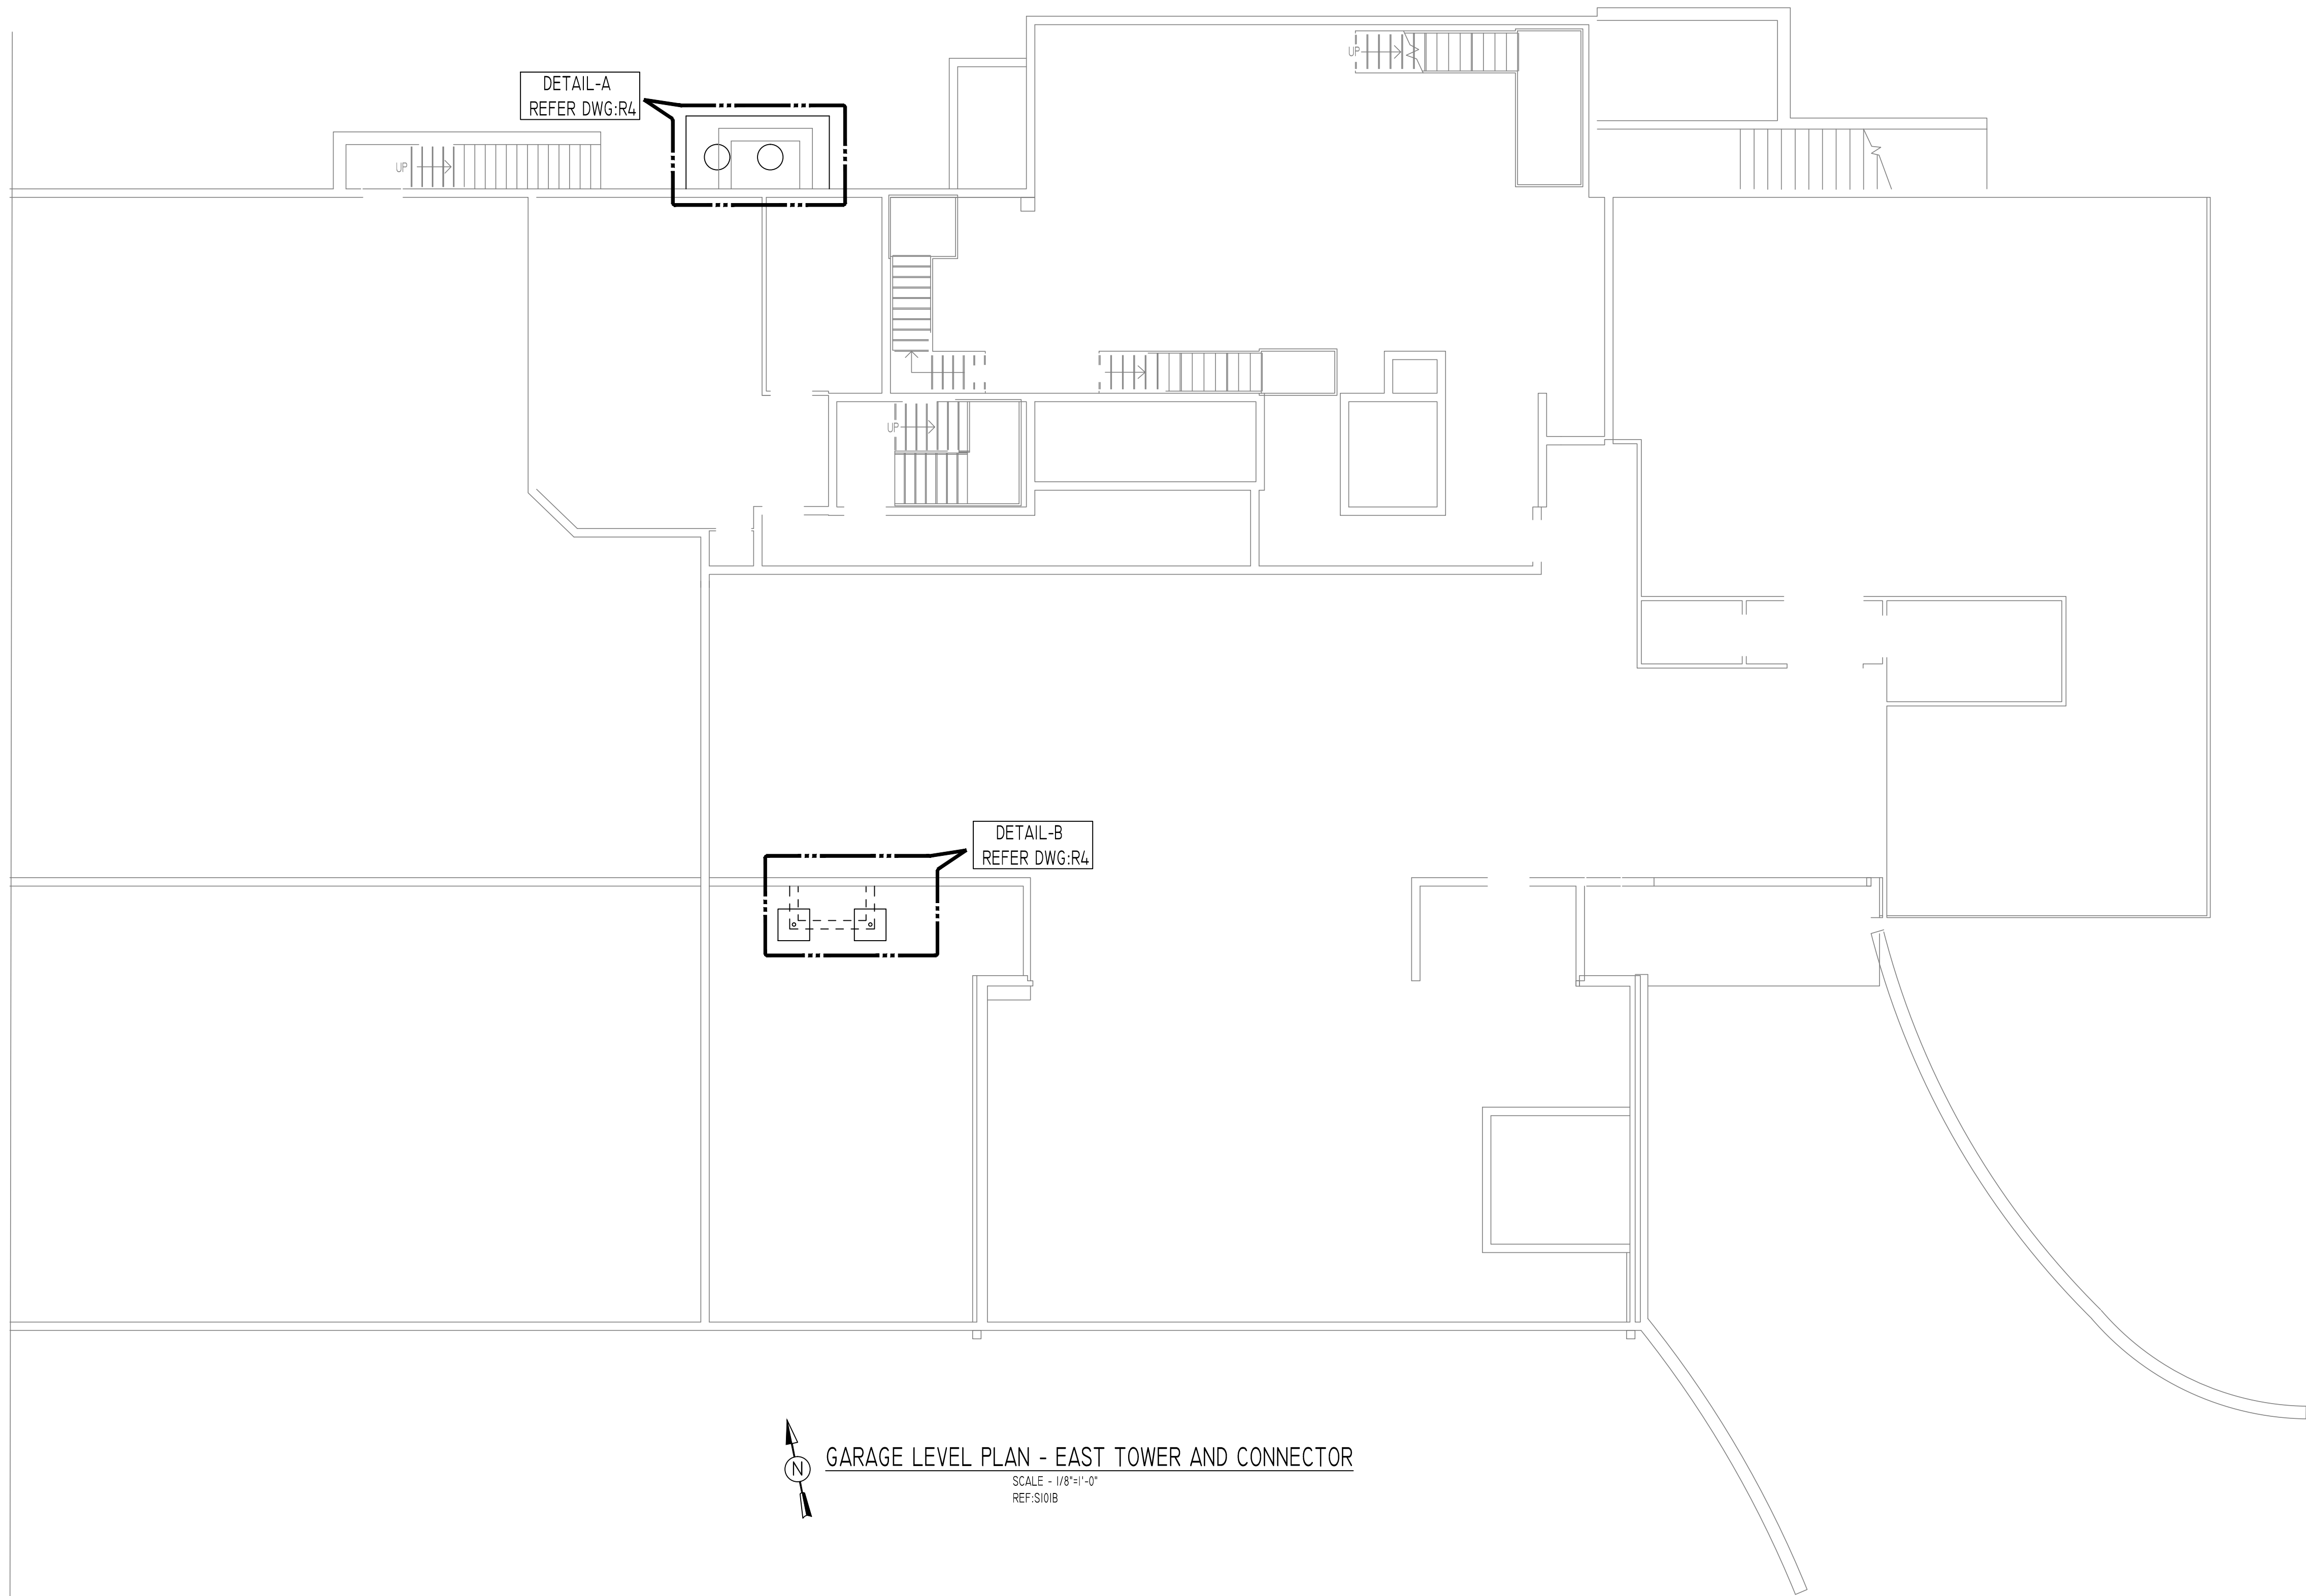 UP
DETAIL-A
REFER DWG:R4
UP
UP
DETAIL-B
REFER DWG:R4
N
GARAGE LEVEL PLAN - EAST TOWER AND CONNECTOR
SCALE - 1/8"=1'-0"
REF:S101B